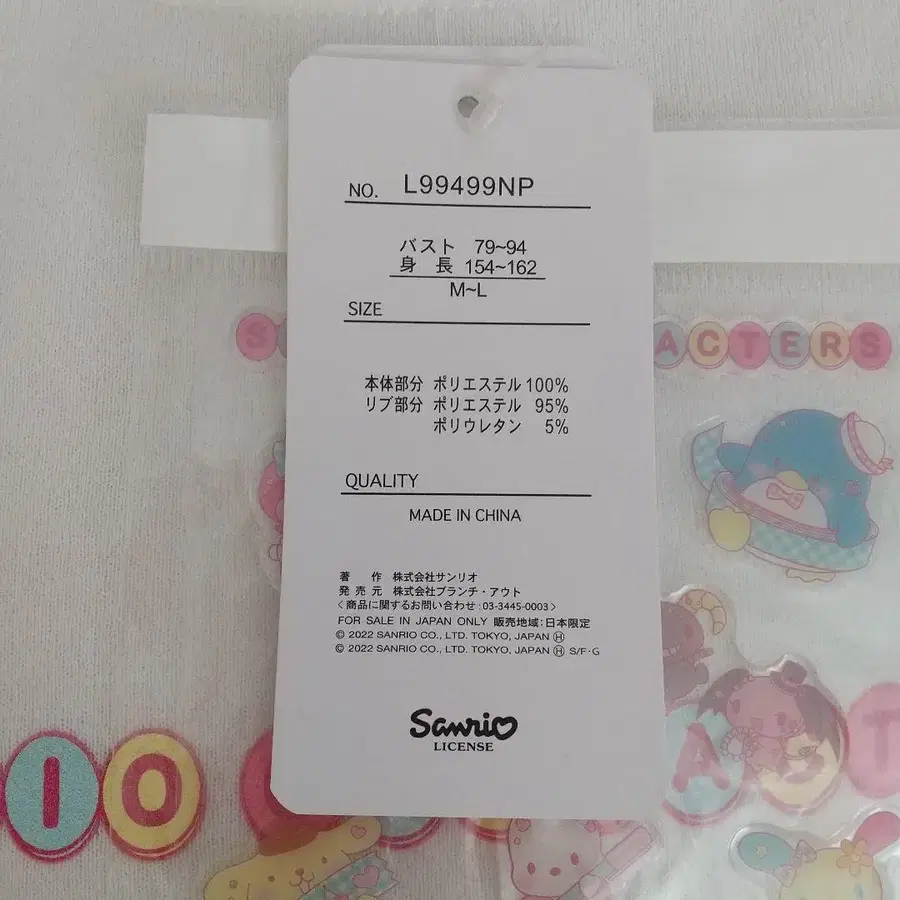 NO. L99499NP
バスト 79~94
身 長 154~162
M~L
SIZE
本体部分 ポリエステル 100%
リブ部分 ポリエステル 95%
ポリウレタン 5%
QUALITY
MADE IN CHINA
著 作 株式会社サンリオ
発 売 元 株式会社ブランチ・アウト
〈商品に関するお問い合わせ:03-3445-0003〉
FOR SALE IN JAPAN ONLY 販売地域:日本限定
© 2022 SANRIO CO., LTD. TOKYO, JAPAN Ⓗ
© 2022 SANRIO CO., LTD. TOKYO, JAPAN Ⓗ S/F・G
Sanrio
LICENSE
S
ACTERS
IO
AST